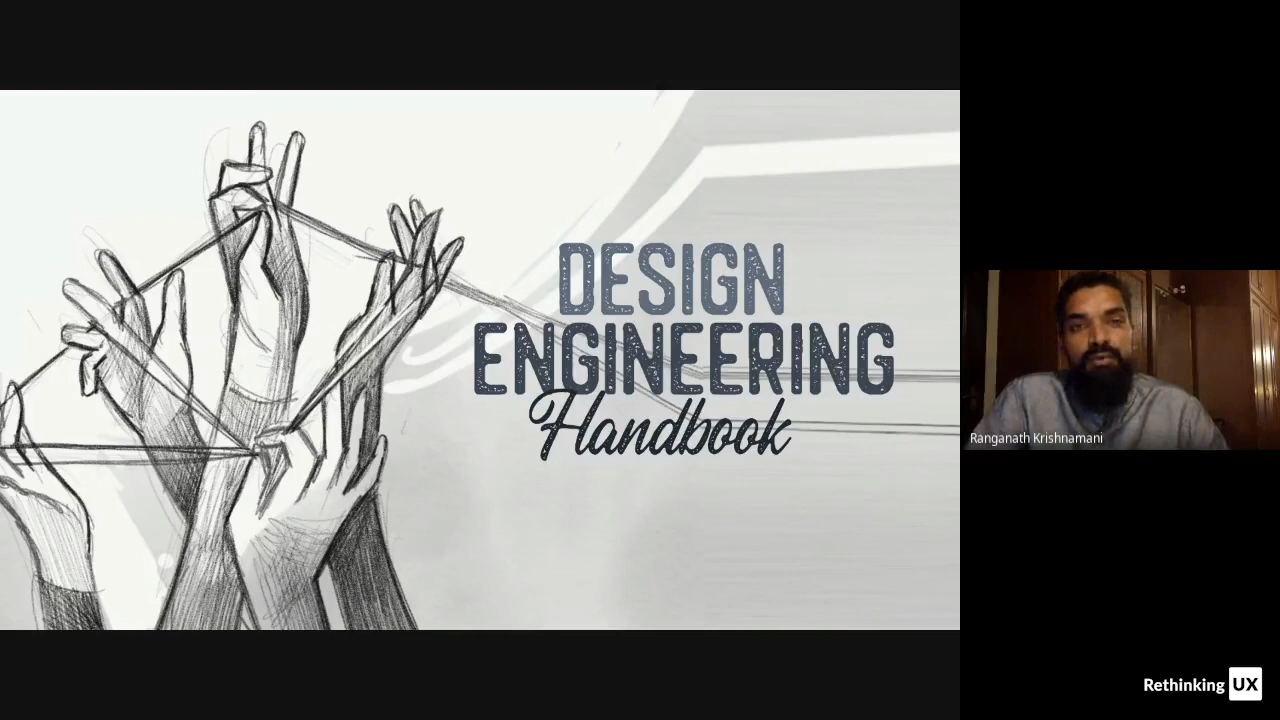 DESIGN
ENGINEERING
Handbook
Ranganath Krishnamani
Rethinking UX